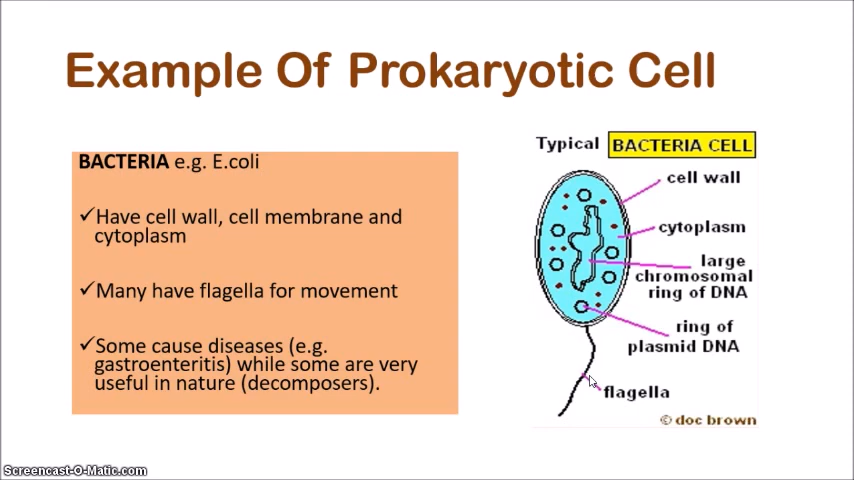 Example Of Prokaryotic Cell
BACTERIA e.g. E.coli
✓Have cell wall, cell membrane and
cytoplasm
✓Many have flagella for movement
✓Some cause diseases (e.g.
gastroenteritis) while some are very
useful in nature (decomposers).
Typical BACTERIA CELL
cell wall
cytoplasm
large
chromosomal
ring of DNA
ring of
plasmid DNA
flagella
© doc brown
Screencast-O-Matic.com